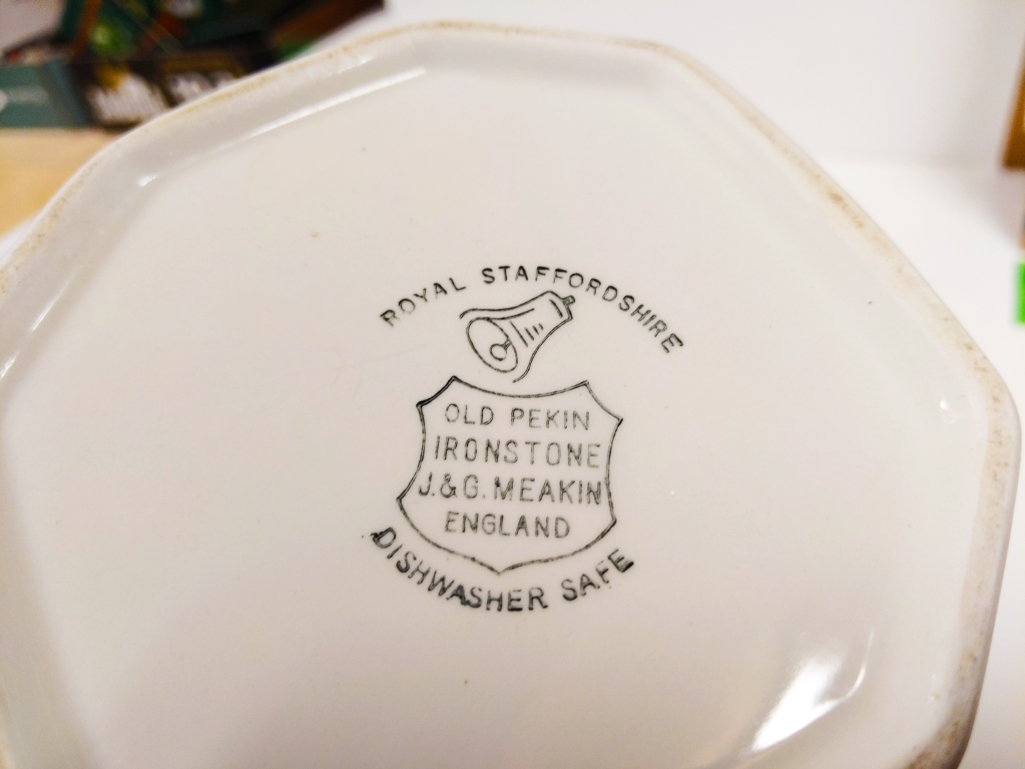 ROYAL STAFFORDSHIRE
OLD PEKIN
IRONSTONE
J.&G. MEAKIN
ENGLAND
DISHWASHER SAFE